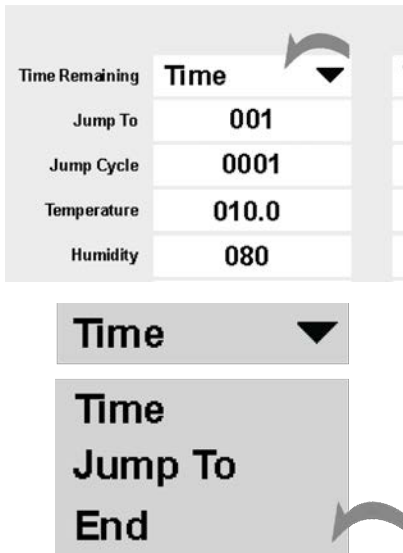 Time Remaining Time
Jump To 001
Jump Cycle 0001
Temperature 010.0
Humidity 080
Time
Time
Jump To
End